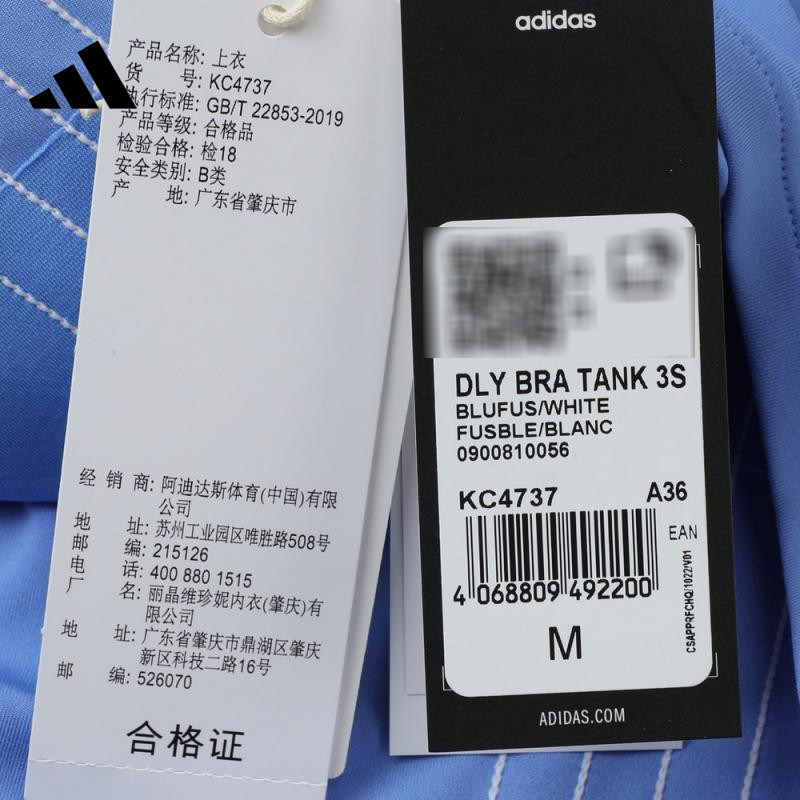 产品名称: 上衣
货 号: KC4737
执行标准: GB/T 22853-2019
产品等级: 合格品
检验合格: 检18
安全类别: B类
产 地: 广东省肇庆市
经 销 商: 阿迪达斯体育(中国)有限
公司
地 址: 苏州工业园区唯胜路508号
邮 编: 215126
电 话: 400 880 1515
厂 名: 丽晶维珍妮内衣(肇庆)有
限公司
地 址: 广东省肇庆市鼎湖区肇庆
新区科技二路16号
邮 编: 526070
合格证
adidas
DLY BRA TANK 3S
BLUFUS/WHITE
FUSBLE/BLANC
0900810056
KC4737 A36
EAN
4 068809 492200
CSAPPRFCHQ/1022/V01
M
ADIDAS.COM